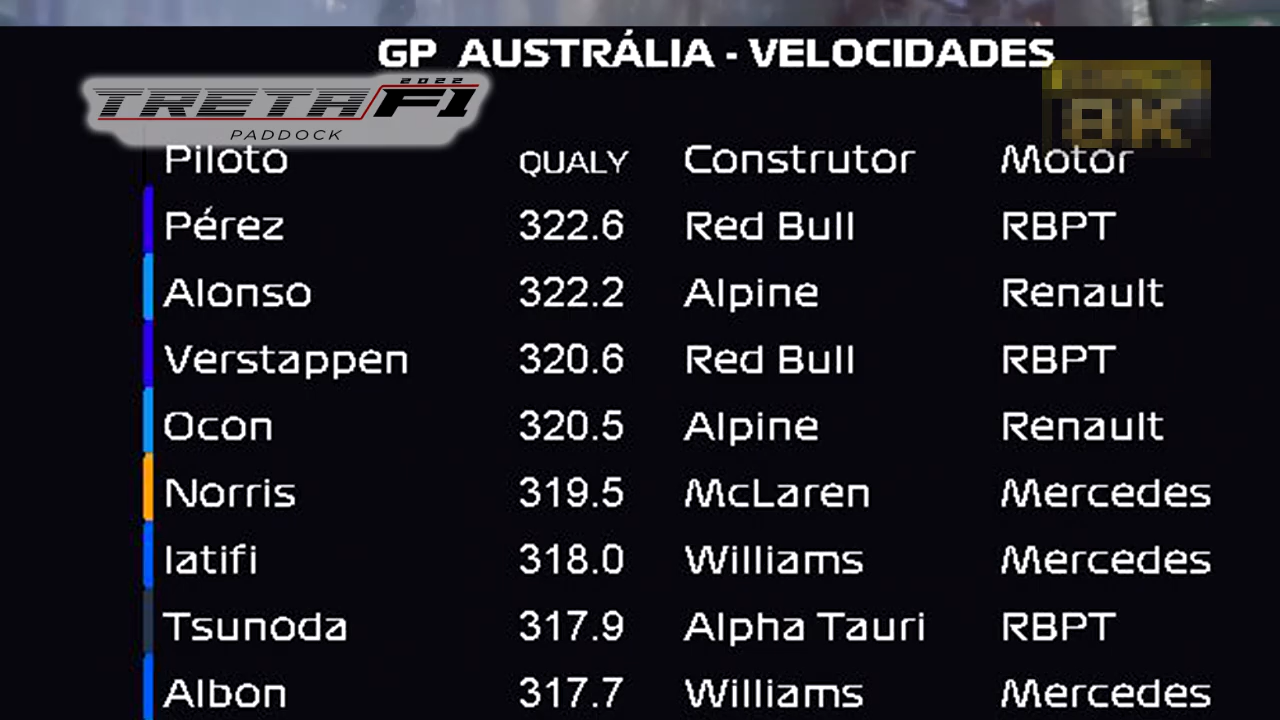 GP AUSTRÁLIA - VELOCIDADES
2022
TRETA F1
PADDOCK
8K
Piloto QUALY Construtor Motor
Pérez 322.6 Red Bull RBPT
Alonso 322.2 Alpine Renault
Verstappen 320.6 Red Bull RBPT
Ocon 320.5 Alpine Renault
Norris 319.5 McLaren Mercedes
latifi 318.0 Williams Mercedes
Tsunoda 317.9 Alpha Tauri RBPT
Albon 317.7 Williams Mercedes